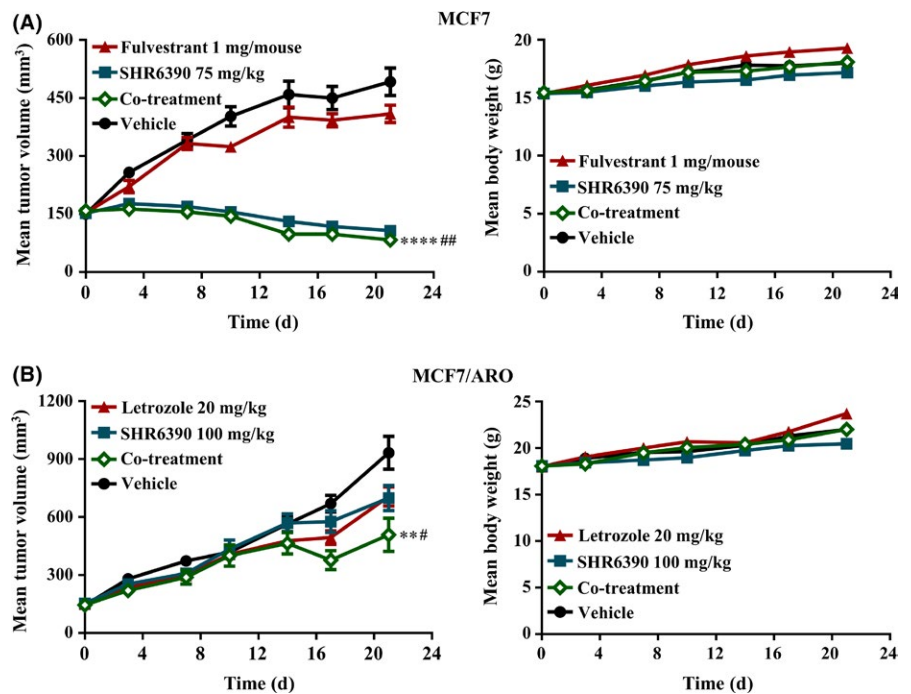 (A)
MCF7
Mean tumor volume (mm³)
600
450
300
150
0
Fulvestrant 1 mg/mouse
SHR6390 75 mg/kg
Co-treatment
Vehicle
****##
0 4 8 12 16 20 24
Time (d)
Mean body weight (g)
20
15
10
5
0
Fulvestrant 1 mg/mouse
SHR6390 75 mg/kg
Co-treatment
Vehicle
0 4 8 12 16 20 24
Time (d)
(B)
MCF7/ARO
Mean tumor volume (mm³)
1200
900
600
300
0
Letrozole 20 mg/kg
SHR6390 100 mg/kg
Co-treatment
Vehicle
**#
0 4 8 12 16 20 24
Time (d)
Mean body weight (g)
25
20
15
10
5
0
Letrozole 20 mg/kg
SHR6390 100 mg/kg
Co-treatment
Vehicle
0 4 8 12 16 20 24
Time (d)